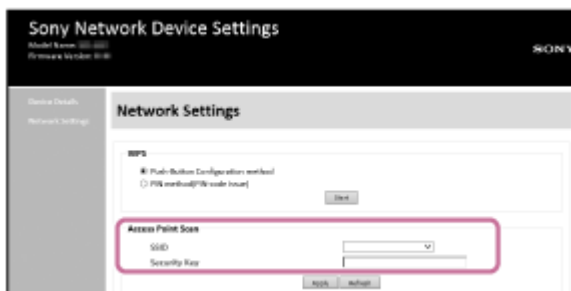 Sony Network Device Settings
Model Name:
Firmware Version:
SONY
Device Details
Network Settings
Network Settings
WPS
Push-Button Configuration method
PIN method(PIN-code issue)
Start
Access Point Scan
SSID
Security Key
Apply Refresh